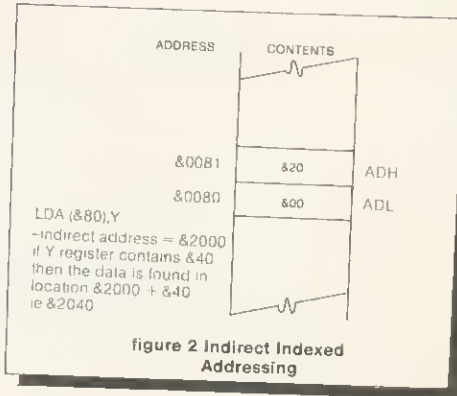 ADDRESS CONTENTS
&0081 &20 ADH
&0080 &00 ADL
LDA (&80),Y
-indirect address = &2000
if Y register contains &40
then the data is found in
location &2000 + &40
ie &2040
figure 2 Indirect Indexed
Addressing